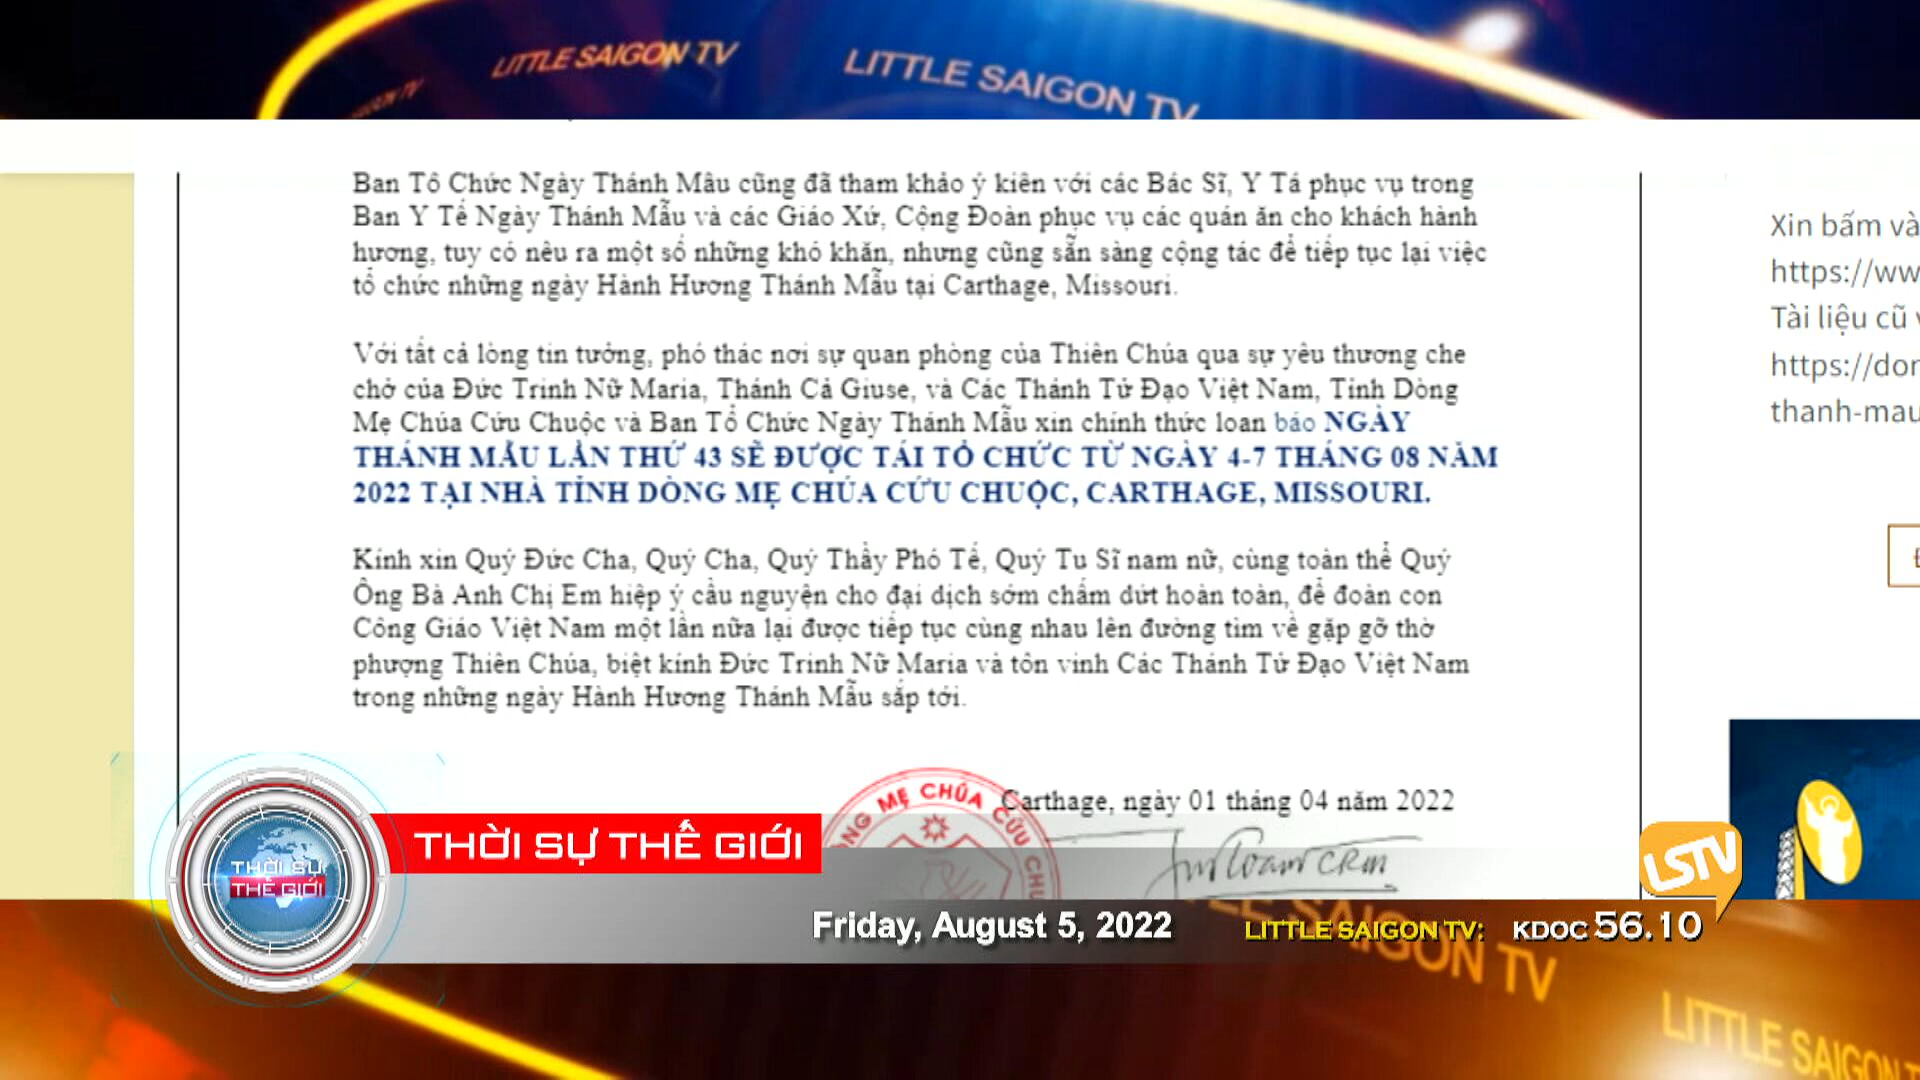 LITTLE SAIGON TV
LITTLE SAIGON TV
SAIGON TV
Ban Tổ Chức Ngày Thánh Mẫu cũng đã tham khảo ý kiến với các Bác Sĩ, Y Tá phục vụ trong
Ban Y Tế Ngày Thánh Mẫu và các Giáo Xứ, Cộng Đoàn phục vụ các quán ăn cho khách hành
hương, tuy có nêu ra một số những khó khăn, nhưng cũng sẵn sàng cộng tác để tiếp tục lại việc
tổ chức những ngày Hành Hương Thánh Mẫu tại Carthage, Missouri.
Với tất cả lòng tin tưởng, phó thác nơi sự quan phòng của Thiên Chúa qua sự yêu thương che
chở của Đức Trinh Nữ Maria, Thánh Cả Giuse, và Các Thánh Tử Đạo Việt Nam, Tỉnh Dòng
Mẹ Chúa Cứu Chuộc và Ban Tổ Chức Ngày Thánh Mẫu xin chính thức loan báo NGÀY
THÁNH MẪU LẦN THỨ 43 SẼ ĐƯỢC TÁI TỔ CHỨC TỪ NGÀY 4-7 THÁNG 08 NĂM
2022 TẠI NHÀ TỈNH DÒNG MẸ CHÚA CỨU CHUỘC, CARTHAGE, MISSOURI.
Kính xin Quý Đức Cha, Quý Cha, Quý Thầy Phó Tế, Quý Tu Sĩ nam nữ, cùng toàn thể Quý
Ông Bà Anh Chị Em hiệp ý cầu nguyện cho đại dịch sớm chấm dứt hoàn toàn, để đoàn con
Công Giáo Việt Nam một lần nữa lại được tiếp tục cùng nhau lên đường tìm về gặp gỡ thờ
phượng Thiên Chúa, biệt kính Đức Trinh Nữ Maria và tôn vinh Các Thánh Tử Đạo Việt Nam
trong những ngày Hành Hương Thánh Mẫu sắp tới.
Carthage, ngày 01 tháng 04 năm 2022
MẸ CHÚA CỨU
Xin bấm và
https://ww
Tài liệu cũ
https://dor
thanh-mau
THỜI SỰ THẾ GIỚI
THỜI SỰ
THẾ GIỚI
LSTV
Friday, August 5, 2022
LITTLE SAIGON TV: KDOC 56.10
SAIGON TV
LITTLE SAIGON